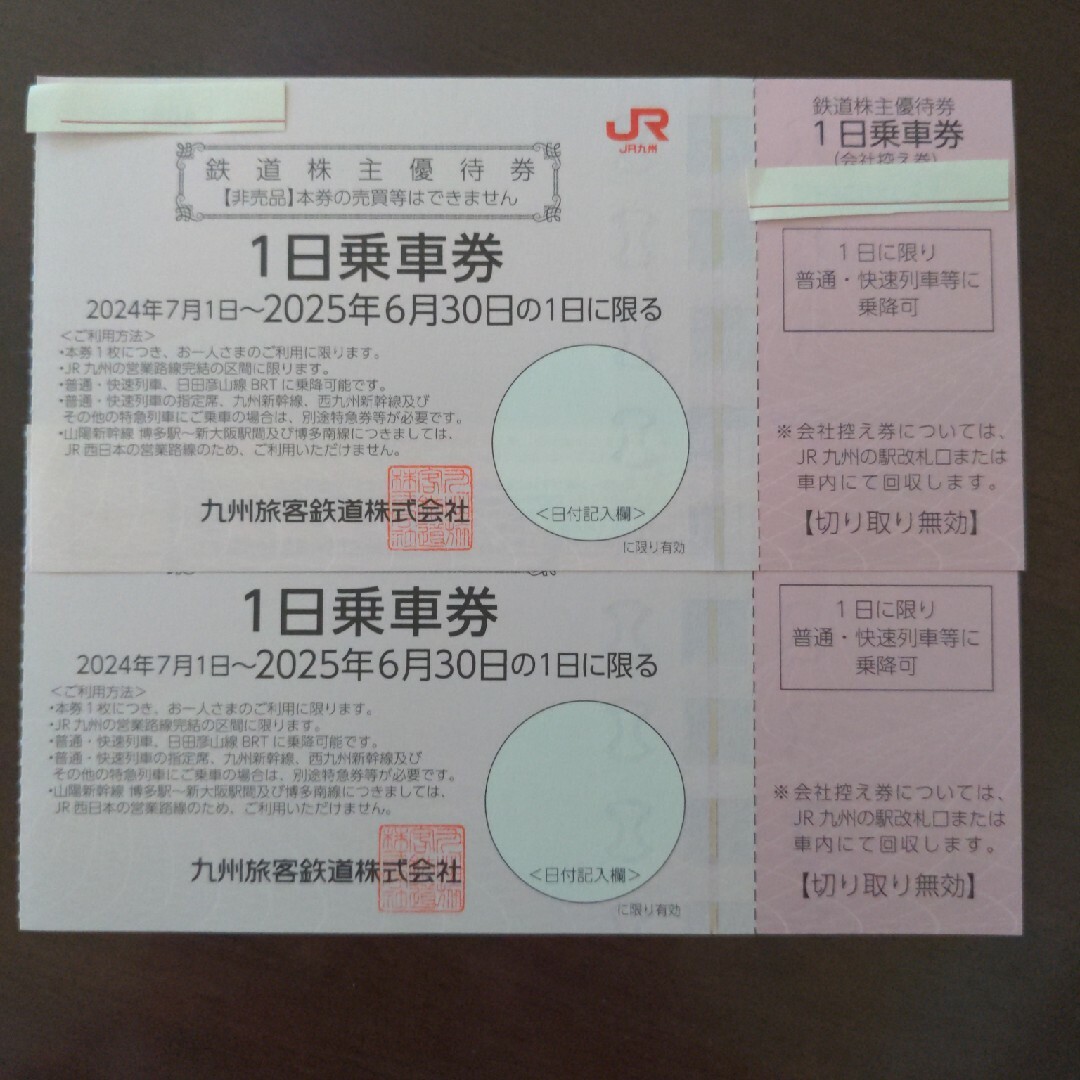 JR
JR九州
鉄道株主優待券
【非売品】本券の売買等はできません
1日乗車券
2024年7月1日～2025年6月30日の1日に限る
＜ご利用方法＞
・本券1枚につき、お一人さまのご利用に限ります。
・JR九州の営業路線完結の区間に限ります。
・普通・快速列車、日田彦山線BRTに乗降可能です。
・普通・快速列車の指定席、九州新幹線、西九州新幹線及び
その他の特急列車にご乗車の場合は、別途特急券等が必要です。
・山陽新幹線 博多駅～新大阪駅間及び博多南線につきましては、
JR西日本の営業路線のため、ご利用いただけません。
九州旅客鉄道株式会社
＜日付記入欄＞
に限り有効
鉄道株主優待券
1日乗車券
(会社控え券)
1日に限り
普通・快速列車等に
乗降可
※会社控え券については、
JR九州の駅改札口または
車内にて回収します。
【切り取り無効】
1日乗車券
2024年7月1日～2025年6月30日の1日に限る
＜ご利用方法＞
・本券1枚につき、お一人さまのご利用に限ります。
・JR九州の営業路線完結の区間に限ります。
・普通・快速列車、日田彦山線BRTに乗降可能です。
・普通・快速列車の指定席、九州新幹線、西九州新幹線及び
その他の特急列車にご乗車の場合は、別途特急券等が必要です。
・山陽新幹線 博多駅～新大阪駅間及び博多南線につきましては、
JR西日本の営業路線のため、ご利用いただけません。
九州旅客鉄道株式会社
＜日付記入欄＞
に限り有効
1日に限り
普通・快速列車等に
乗降可
※会社控え券については、
JR九州の駅改札口または
車内にて回収します。
【切り取り無効】